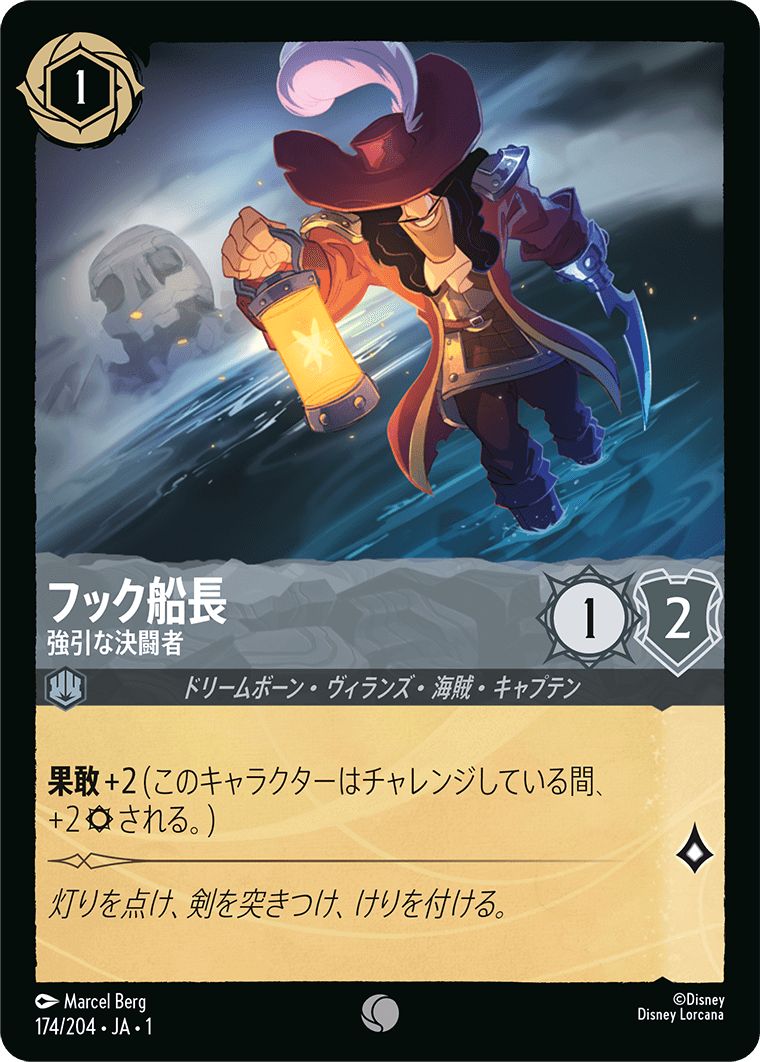 1
フック船長
強引な決闘者
1
2
ドリームボーン・ヴィランズ・海賊・キャプテン
果敢 +2 (このキャラクターはチャレンジしている間、
+2 される。)
灯りを点け、剣を突きつけ、けりを付ける。
Marcel Berg
©Disney
174/204・JA・1
Disney Lorcana